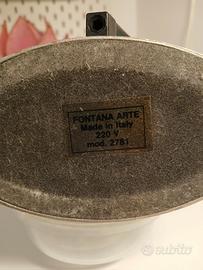 FONTANA ARTE
Made in Italy
220 V
mod. 2781
subito